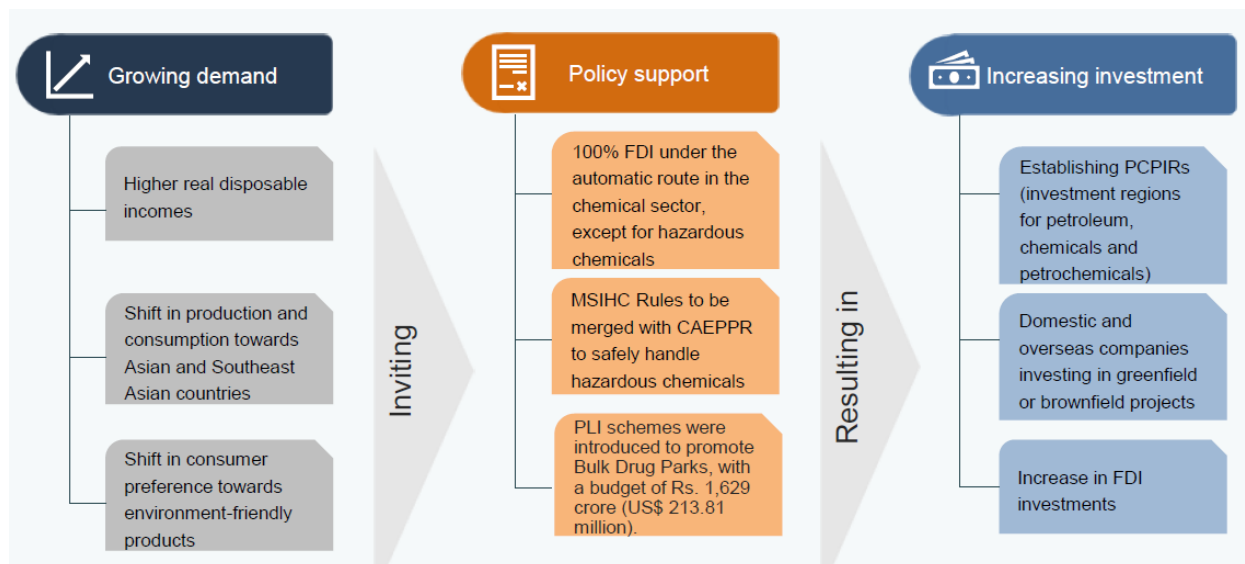 Growing demand
Higher real disposable
incomes
Shift in production and
consumption towards
Asian and Southeast
Asian countries
Shift in consumer
preference towards
environment-friendly
products
Inviting
Policy support
100% FDI under the
automatic route in the
chemical sector,
except for hazardous
chemicals
MSIHC Rules to be
merged with CAEPPR
to safely handle
hazardous chemicals
PLI schemes were
introduced to promote
Bulk Drug Parks, with
a budget of Rs. 1,629
crore (US$ 213.81
million).
Resulting in
Increasing investment
Establishing PCPIRs
(investment regions
for petroleum,
chemicals and
petrochemicals)
Domestic and
overseas companies
investing in greenfield
or brownfield projects
Increase in FDI
investments